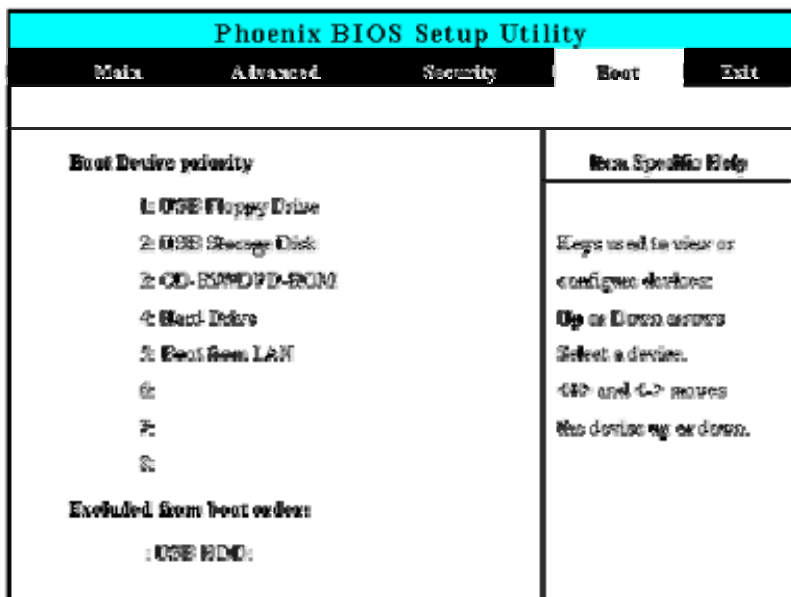 Phoenix BIOS Setup Utility
Main Advanced Security Boot Exit
Boot Device priority
Item Specific Help
1: USB Floppy Drive
2: USB Storage Disk
3: CD-RW/DVD-ROM
4: Hard Drive
5: Boot from LAN
6:
7:
8:
Keys used to view or
configure devices:
Up or Down arrows
Select a device.
<+> and <-> moves
the device up or down.
Excluded from boot order:
: USB HDD: